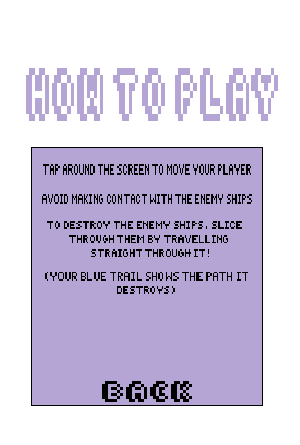 HOW TO PLAY
TAP AROUND THE SCREEN TO MOVE YOUR PLAYER
AVOID MAKING CONTACT WITH THE ENEMY SHIPS
TO DESTROY THE ENEMY SHIPS, SLICE
THROUGH THEM BY TRAVELLING
STRAIGHT THROUGH IT!
(YOUR BLUE TRAIL SHOWS THE PATH IT
DESTROYS)
BACK